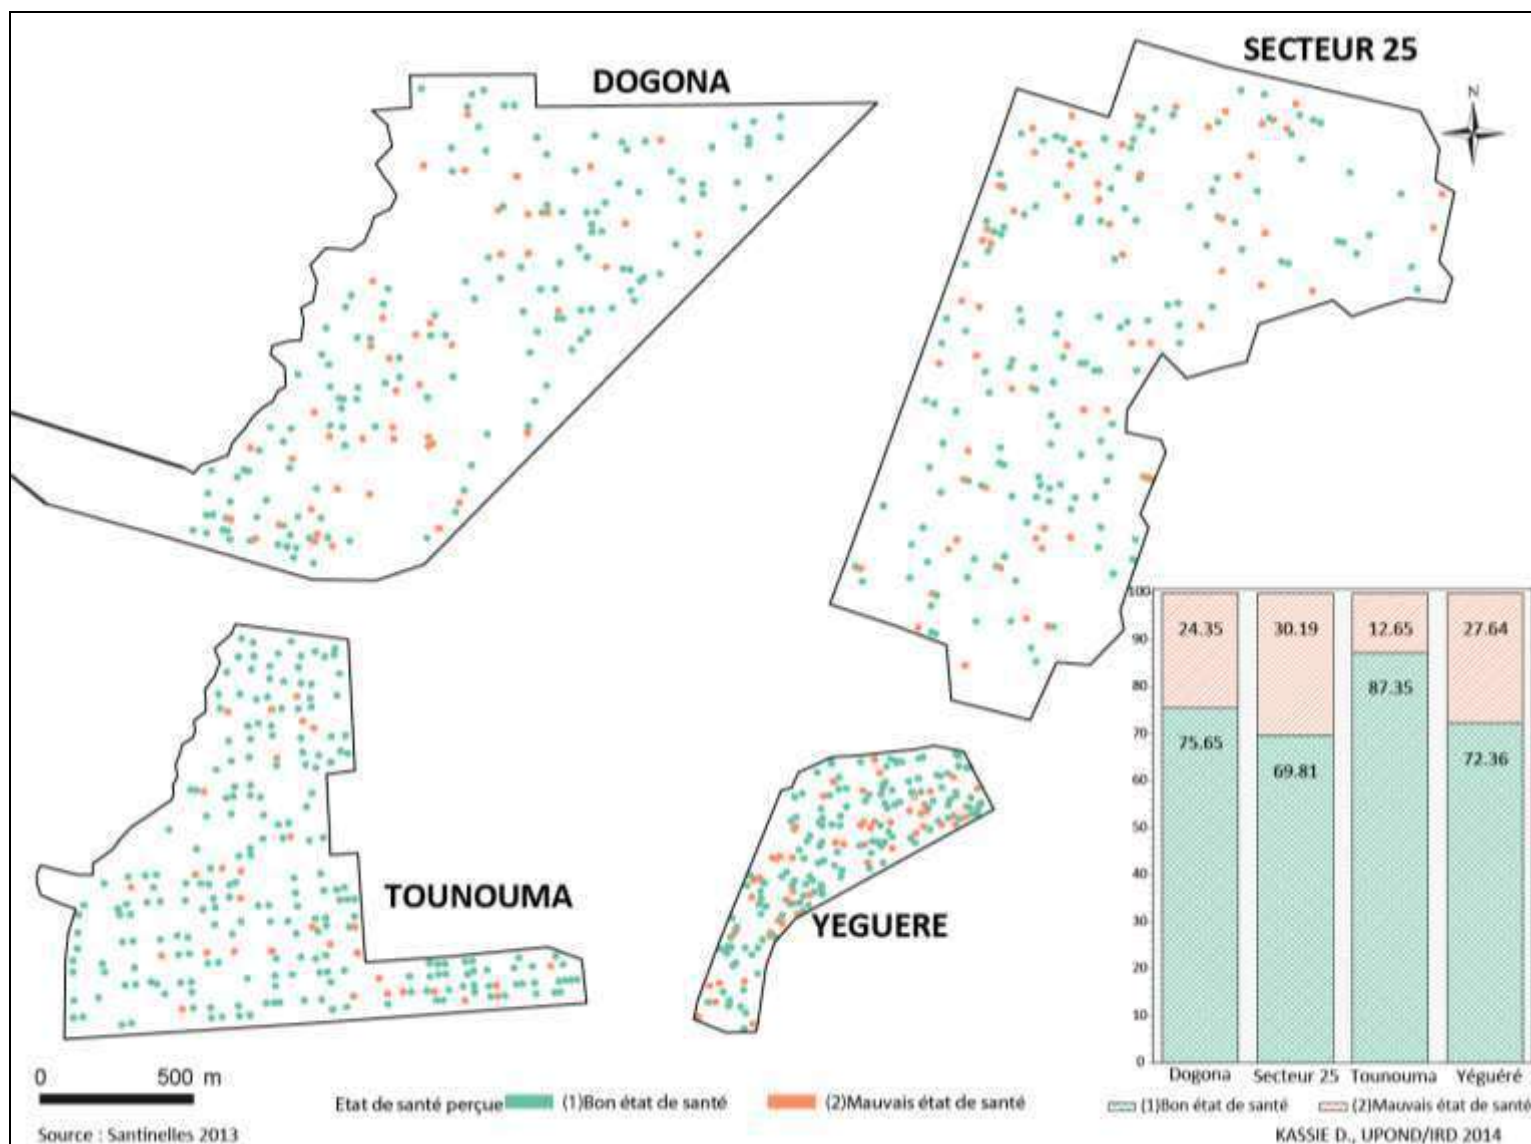 DOGONA
SECTEUR 25
N
TOUNOUMA
YEGUERE
100
90
80
70
60
50
40
30
20
10
0
24.35
30.19
12.65
27.64
75.65
69.81
87.35
72.36
Dogona
Secteur 25
Tounouma
Yéguéré
(1)Bon état de santé
(2)Mauvais état de santé
0 500 m
Etat de santé perçue
(1)Bon état de santé
(2)Mauvais état de santé
Source : Santinelles 2013
KASSIE D., UPOND/IRD 2014